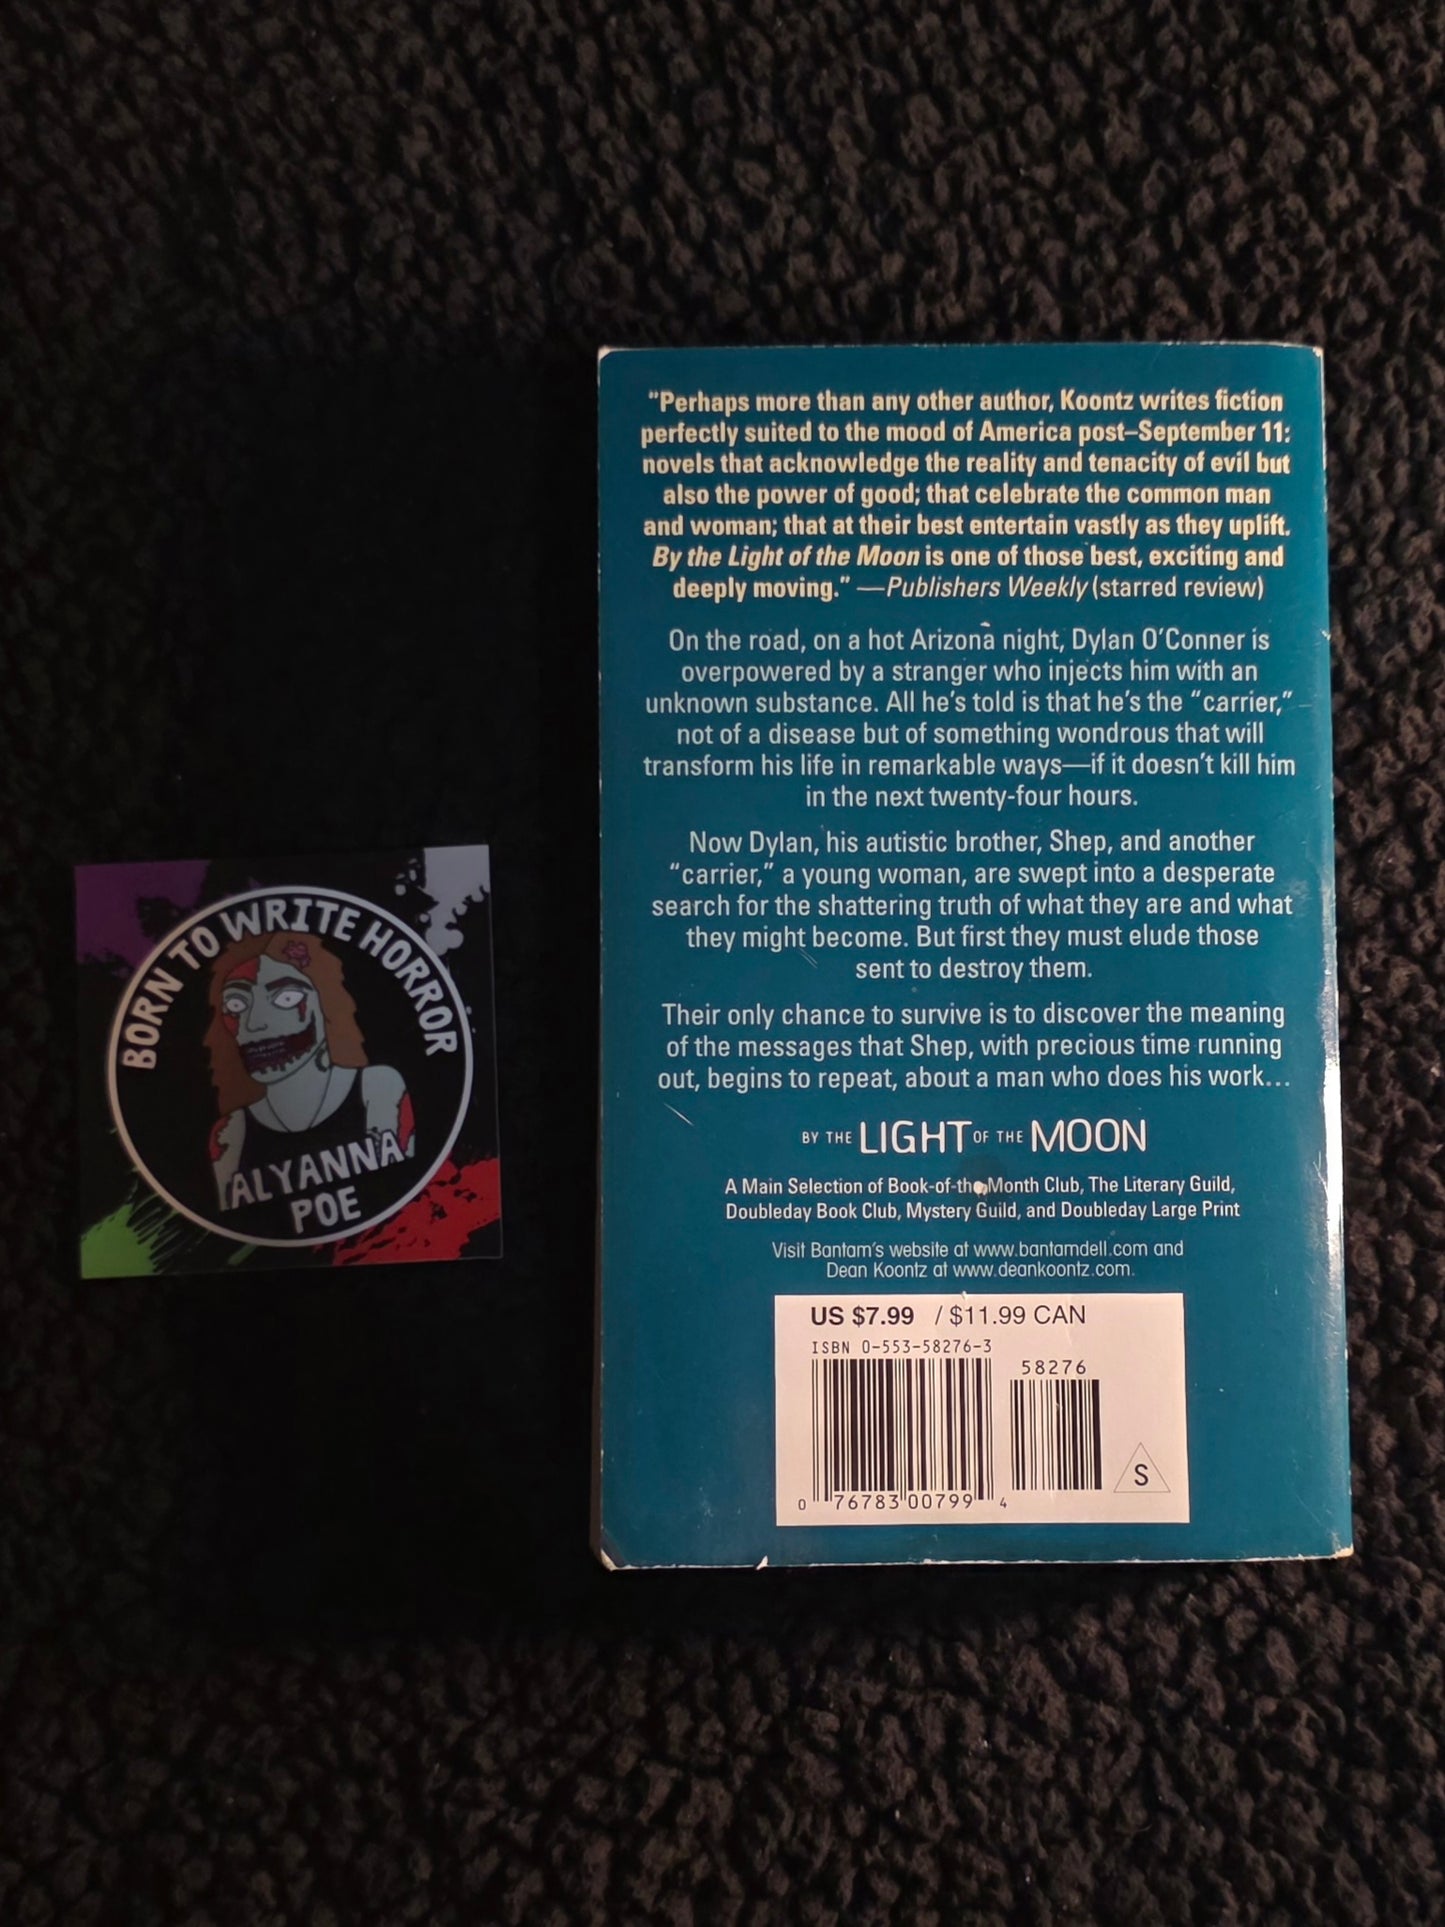 BORN TO WRITE HORROR
ALYANNA
POE
"Perhaps more than any other author, Koontz writes fiction
perfectly suited to the mood of America post–September 11:
novels that acknowledge the reality and tenacity of evil but
also the power of good; that celebrate the common man
and woman; that at their best entertain vastly as they uplift.
By the Light of the Moon is one of those best, exciting and
deeply moving." —Publishers Weekly (starred review)
On the road, on a hot Arizona night, Dylan O'Conner is
overpowered by a stranger who injects him with an
unknown substance. All he's told is that he's the "carrier,"
not of a disease but of something wondrous that will
transform his life in remarkable ways—if it doesn't kill him
in the next twenty-four hours.
Now Dylan, his autistic brother, Shep, and another
"carrier," a young woman, are swept into a desperate
search for the shattering truth of what they are and what
they might become. But first they must elude those
sent to destroy them.
Their only chance to survive is to discover the meaning
of the messages that Shep, with precious time running
out, begins to repeat, about a man who does his work...
BY THE LIGHT OF THE MOON
A Main Selection of Book-of-the-Month Club, The Literary Guild,
Doubleday Book Club, Mystery Guild, and Doubleday Large Print
Visit Bantam's website at www.bantamdell.com and
Dean Koontz at www.deankoontz.com.
US $7.99 / $11.99 CAN
ISBN 0-553-58276-3
58276
0 76783 00799 4
S